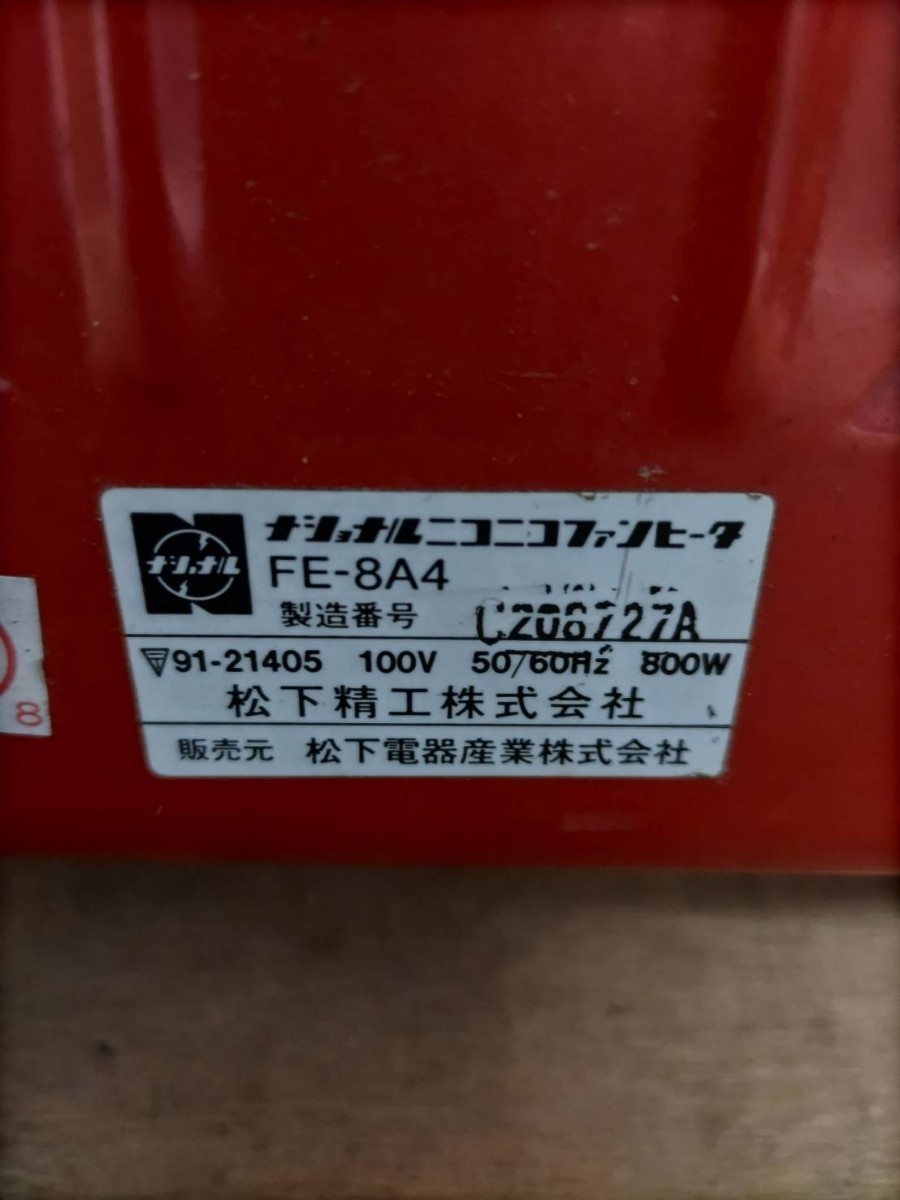 ナショナル
ナショナルニコニコファンヒータ
FE-8A4
製造番号 C206727A
91-21405 100V 50/60Hz 800W
松下精工株式会社
販売元 松下電器産業株式会社
8